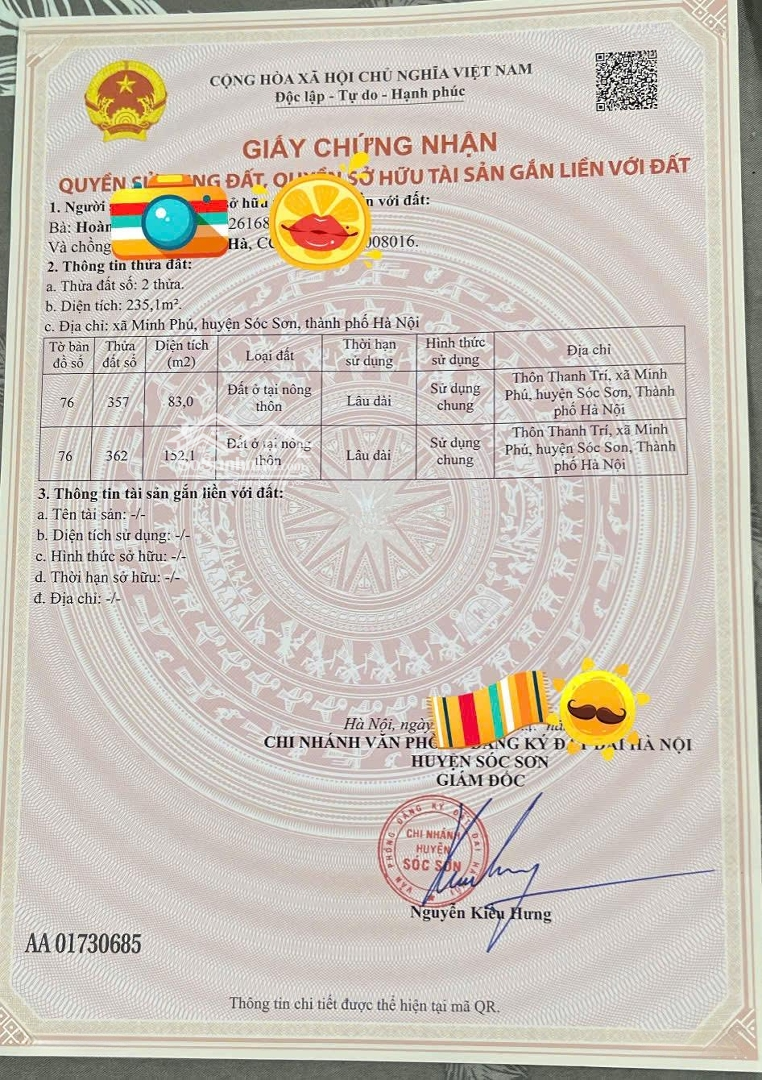 CỘNG HÒA XÃ HỘI CHỦ NGHĨA VIỆT NAM
Độc lập - Tự do - Hạnh phúc
GIẤY CHỨNG NHẬN
QUYỀN ĐẤT, SỞ HỮU TÀI SẢN GẮN LIỀN VỚI ĐẤT
1. Người với đất:
Bà: 26168
Và chồng Hà, 008016.
2. Thông tin thửa đất:
a. Thửa đất số: 2 thửa.
b. Diện tích: 235,1m².
c. Địa chỉ: xã Minh Phú, huyện Sóc Sơn, thành phố Hà Nội
Tờ bản đồ số Thửa đất số Diện tích (m2) Loại đất Thời hạn sử dụng Hình thức sử dụng Địa chỉ
76 357 83,0 Đất ở tại nông thôn Lâu dài Sử dụng chung Thôn Thanh Trí, xã Minh Phú, huyện Sóc Sơn, Thành phố Hà Nội
76 362 152,1 Đất ở tại nông thôn Lâu dài Sử dụng chung Thôn Thanh Trí, xã Minh Phú, huyện Sóc Sơn, Thành phố Hà Nội
3. Thông tin tài sản gắn liền với đất:
a. Tên tài sản: -/-
b. Diện tích sử dụng: -/-
c. Hình thức sở hữu: -/-
d. Thời hạn sở hữu: -/-
đ. Địa chỉ: -/-
Hà Nội, ngày
CHI NHÁNH VĂN ĐĂNG KÝ HÀ NỘI
HUYỆN SÓC SƠN
GIÁM ĐỐC
VĂN PHÒNG ĐĂNG KÝ ĐẤT ĐAI HÀ NỘI
CHI NHÁNH
HUYỆN
SÓC SƠN
Nguyễn Kiều Hưng
AA 01730685
Thông tin chi tiết được thể hiện tại mã QR.